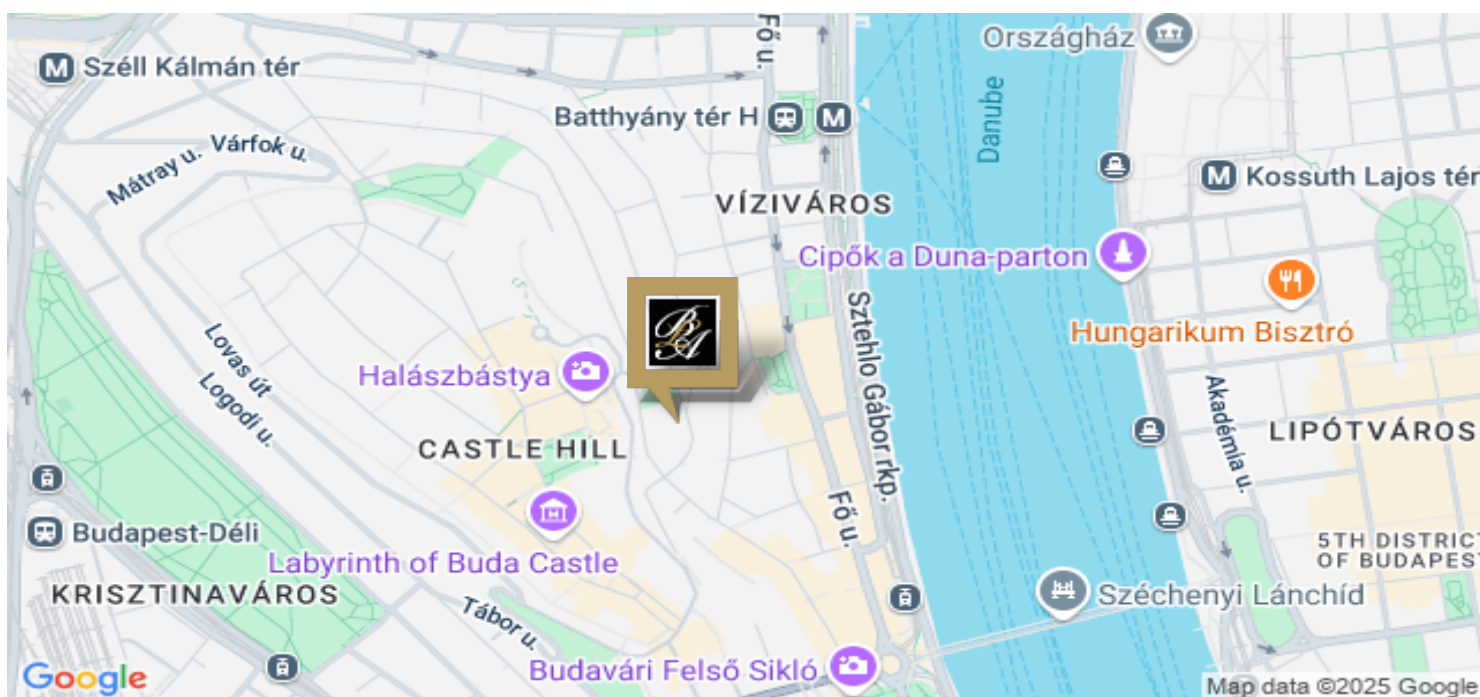 Országház
Fő u.
M Széll Kálmán tér
Batthyány tér H M
Danube
Mátray u.
Várfok u.
M Kossuth Lajos tér
VÍZIVÁROS
Cipők a Duna-parton
Hungarikum Bisztró
Sztehlo Gábor rkp.
BA
Lovas út
Logodi u.
Halászbástya
Akadémia u.
CASTLE HILL
LIPÓTVÁROS
Fő u.
Budapest-Déli
Labyrinth of Buda Castle
5TH DISTRICT
OF BUDAPEST
KRISZTINAVÁROS
Tábor u.
Széchenyi Lánchíd
Budavári Felső Sikló
Google
Map data ©2025 Google